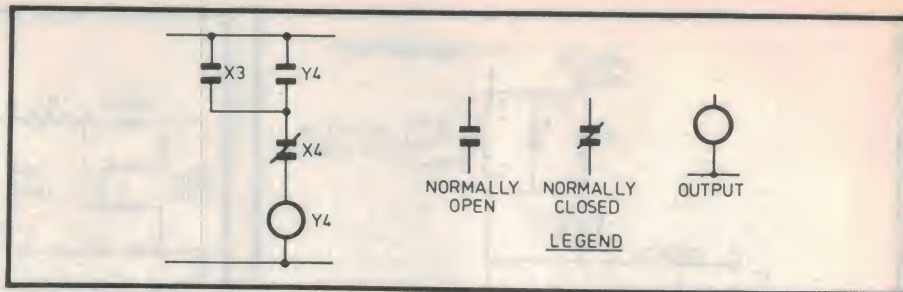 X3
Y4
X4
Y4
NORMALLY
OPEN
NORMALLY
CLOSED
OUTPUT
LEGEND